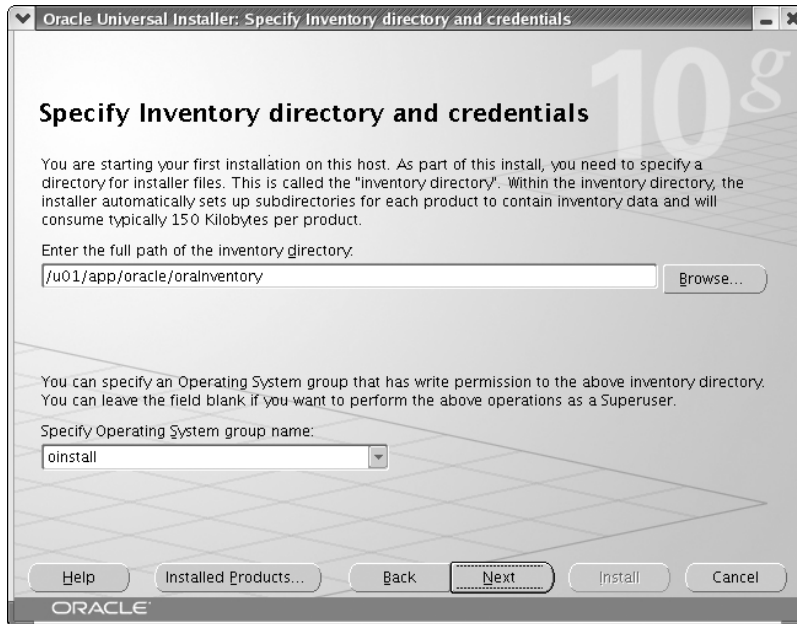 Oracle Universal Installer: Specify Inventory directory and credentials
10g
Specify Inventory directory and credentials
You are starting your first installation on this host. As part of this install, you need to specify a
directory for installer files. This is called the "inventory directory". Within the inventory directory, the
installer automatically sets up subdirectories for each product to contain inventory data and will
consume typically 150 Kilobytes per product.
Enter the full path of the inventory directory:
/u01/app/oracle/oraInventory
Browse...
You can specify an Operating System group that has write permission to the above inventory directory.
You can leave the field blank if you want to perform the above operations as a Superuser.
Specify Operating System group name:
oinstall
Help Installed Products... Back Next Install Cancel
ORACLE